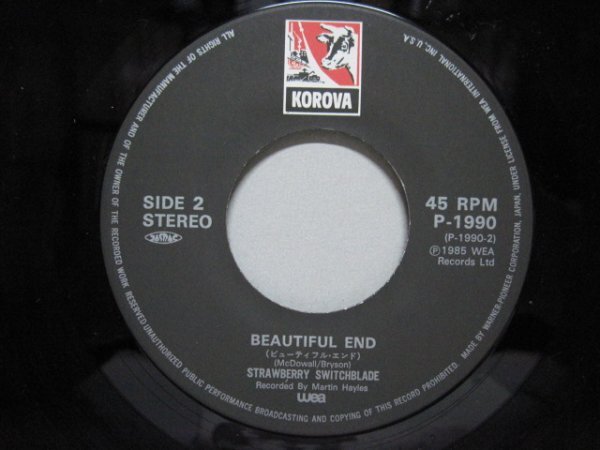 KOROVA
SIDE 2
STEREO
45 RPM
P-1990
(P-1990-2)
Ⓟ1985 WEA
Records Ltd
BEAUTIFUL END
(ビューティフル・エンド)
(McDowall/Bryson)
STRAWBERRY SWITCHBLADE
Recorded By Martin Hayles
wea
ALL RIGHTS OF THE MANUFACTURER AND OF THE OWNER OF THE RECORDED WORK RESERVED UNAUTHORIZED PUBLIC PERFORMANCE BROADCASTING AND COPYING OF THIS RECORD PROHIBITED. MADE BY WARNER-PIONEER CORPORATION, JAPAN, UNDER LICENSE FROM WEA INTERNATIONAL INC., U.S.A.